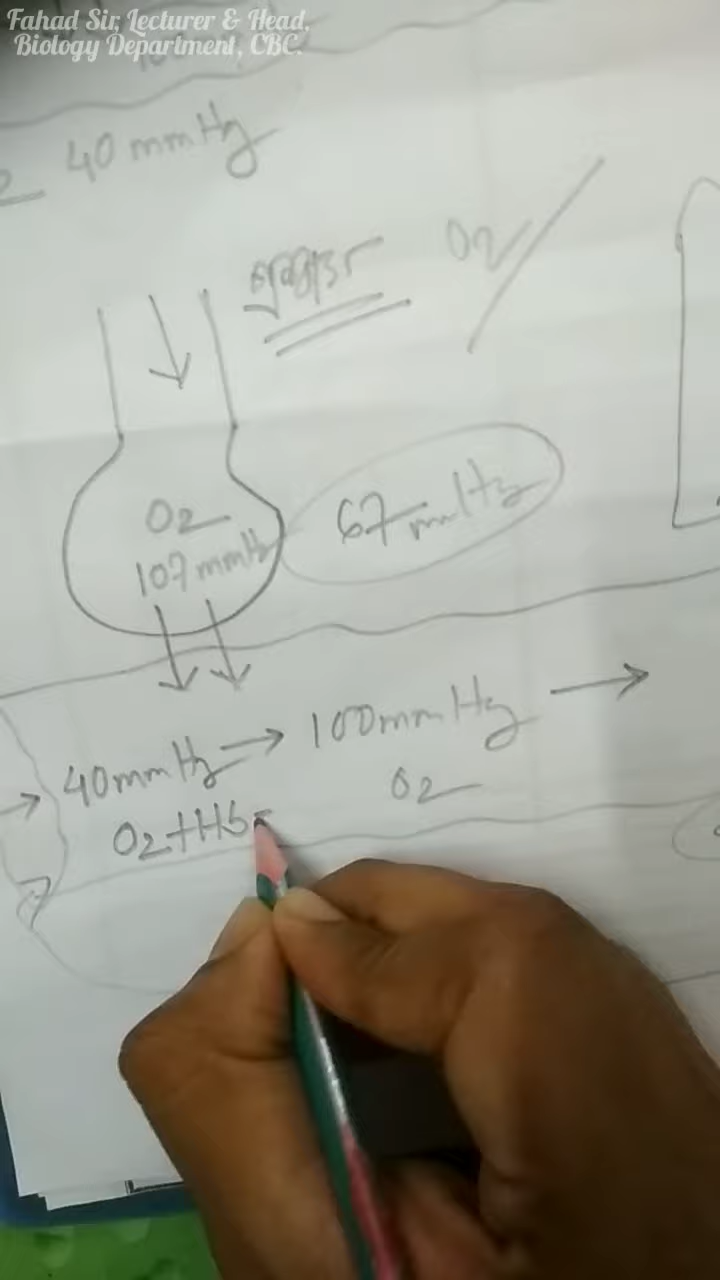 Fahad Sir, Lecturer & Head,
Biology Department, CBC.
2 40 mmHg
O2
O2
107 mmHg
67 mmHg
40mmHg → 100mmHg →
O2 + Hb
O2